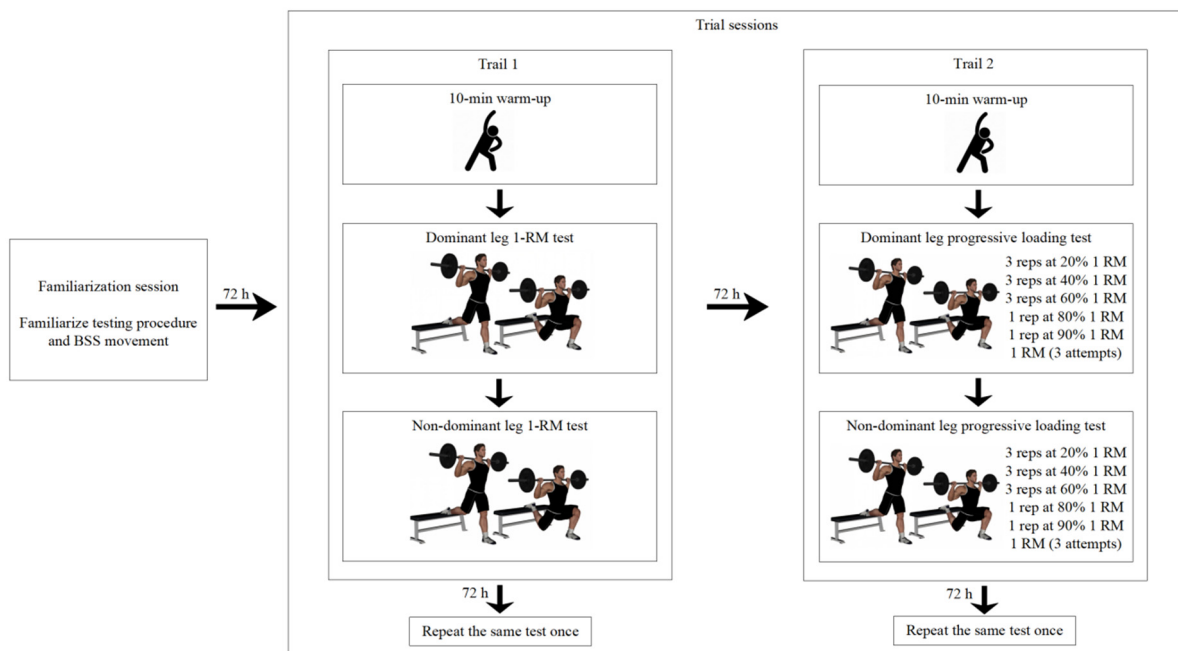 Trial sessions
Familiarization session
Familiarize testing procedure
and BSS movement
72 h
Trail 1
10-min warm-up
Dominant leg 1-RM test
Non-dominant leg 1-RM test
72 h
Repeat the same test once
72 h
Trail 2
10-min warm-up
Dominant leg progressive loading test
3 reps at 20% 1 RM
3 reps at 40% 1 RM
3 reps at 60% 1 RM
1 rep at 80% 1 RM
1 rep at 90% 1 RM
1 RM (3 attempts)
Non-dominant leg progressive loading test
3 reps at 20% 1 RM
3 reps at 40% 1 RM
3 reps at 60% 1 RM
1 rep at 80% 1 RM
1 rep at 90% 1 RM
1 RM (3 attempts)
72 h
Repeat the same test once